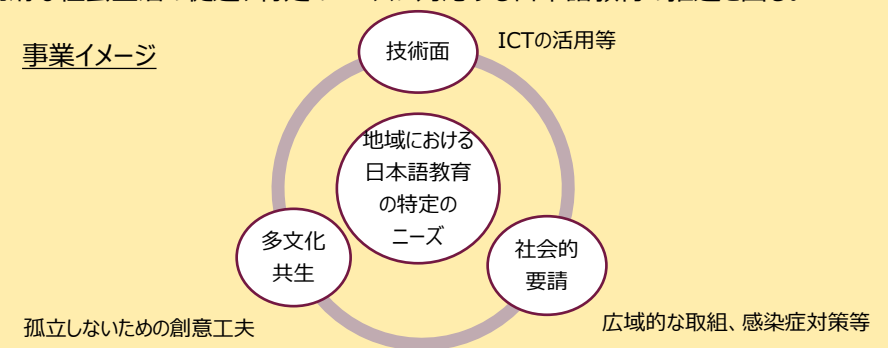 事業イメージ
技術面
ICTの活用等
地域における
日本語教育
の特定の
ニーズ
多文化
共生
社会的
要請
孤立しないための創意工夫
広域的な取組、感染症対策等